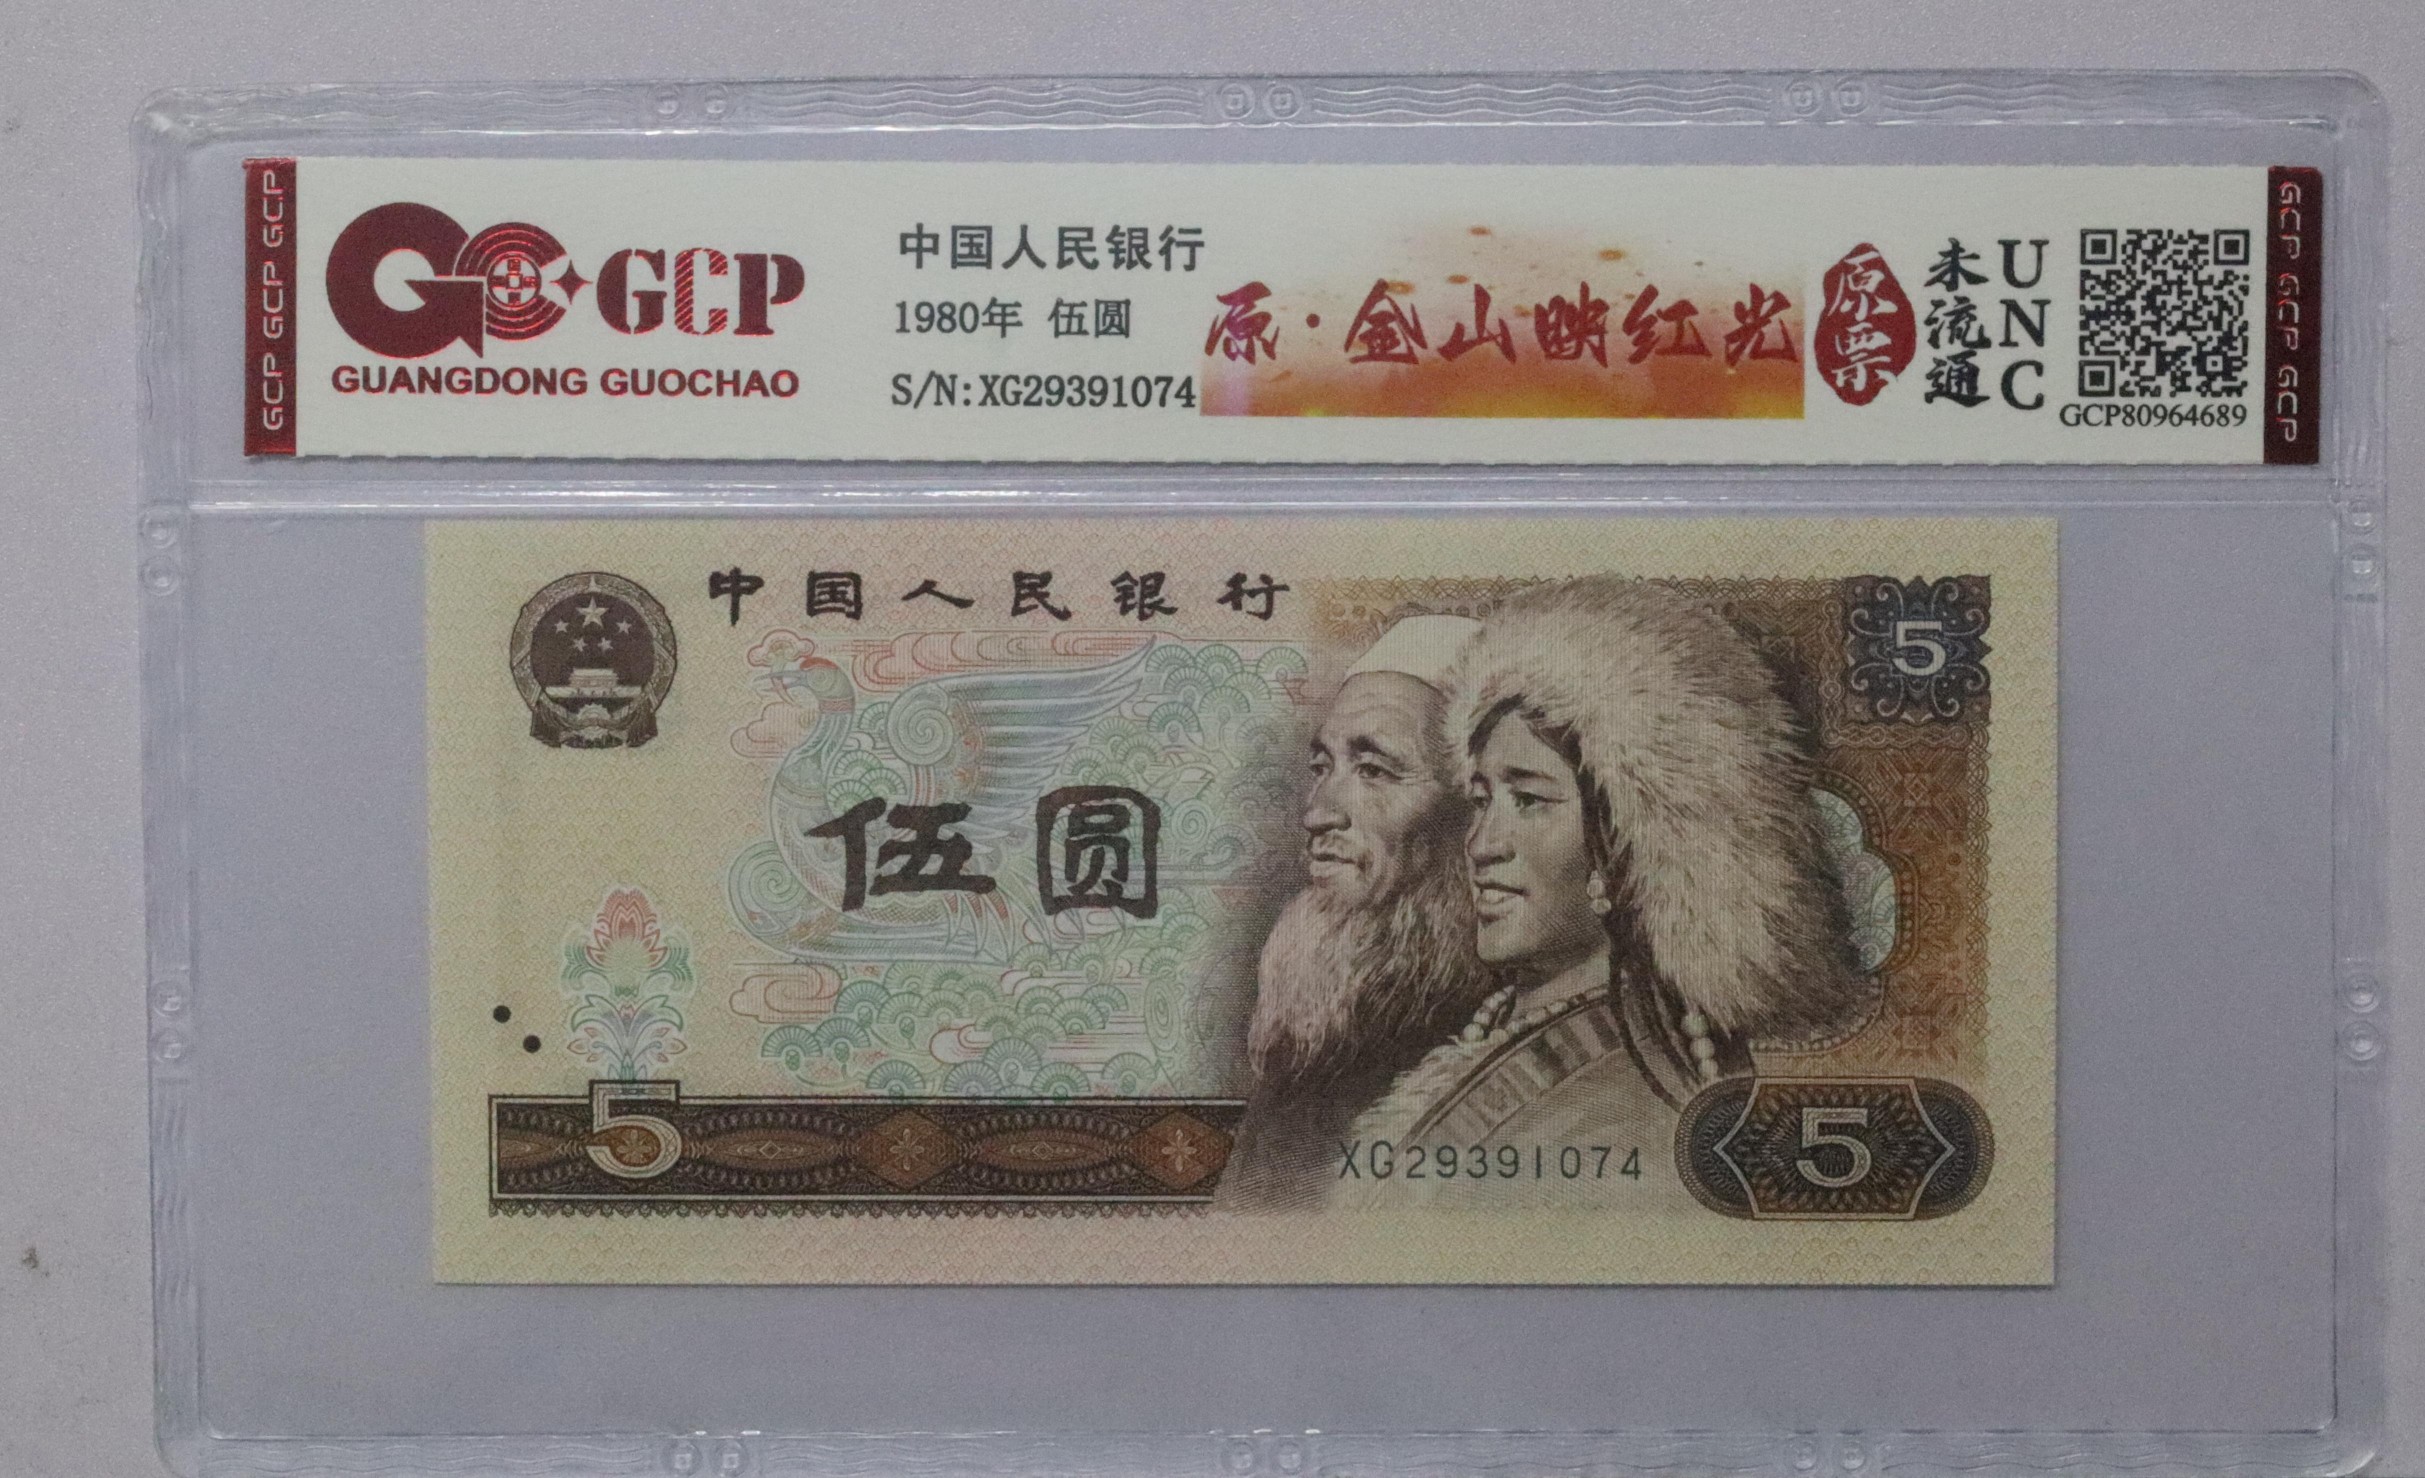 GCP GCP GCP
GCP
GUANGDONG GUOCHAO
中国人民银行
1980年 伍圆
S/N:XG29391074
原·金山映红光
原票
未流通
UNC
GCP80964689
GCP GCP GCP
中国人民银行
5
伍圆
5
XG29391074
5